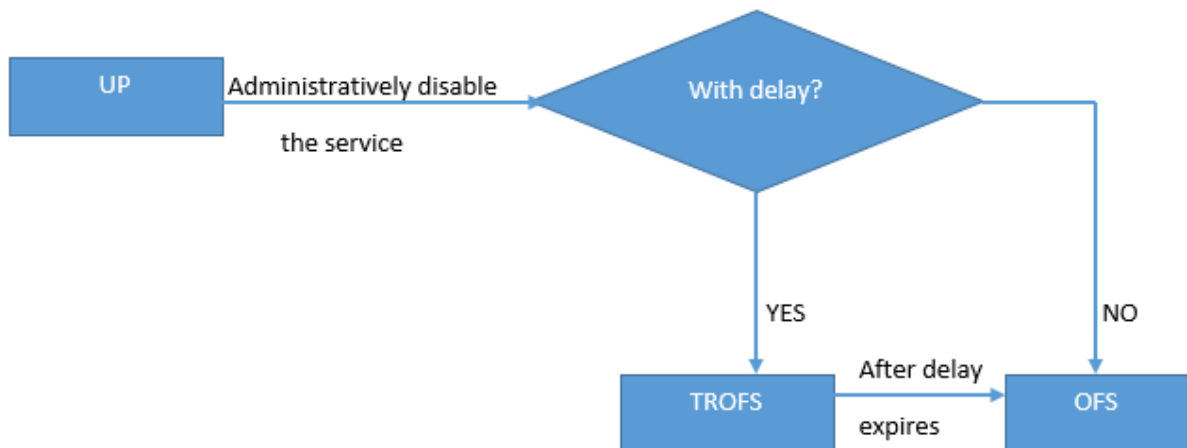 UP
Administratively disable
the service
With delay?
YES
NO
TROFS
After delay
expires
OFS